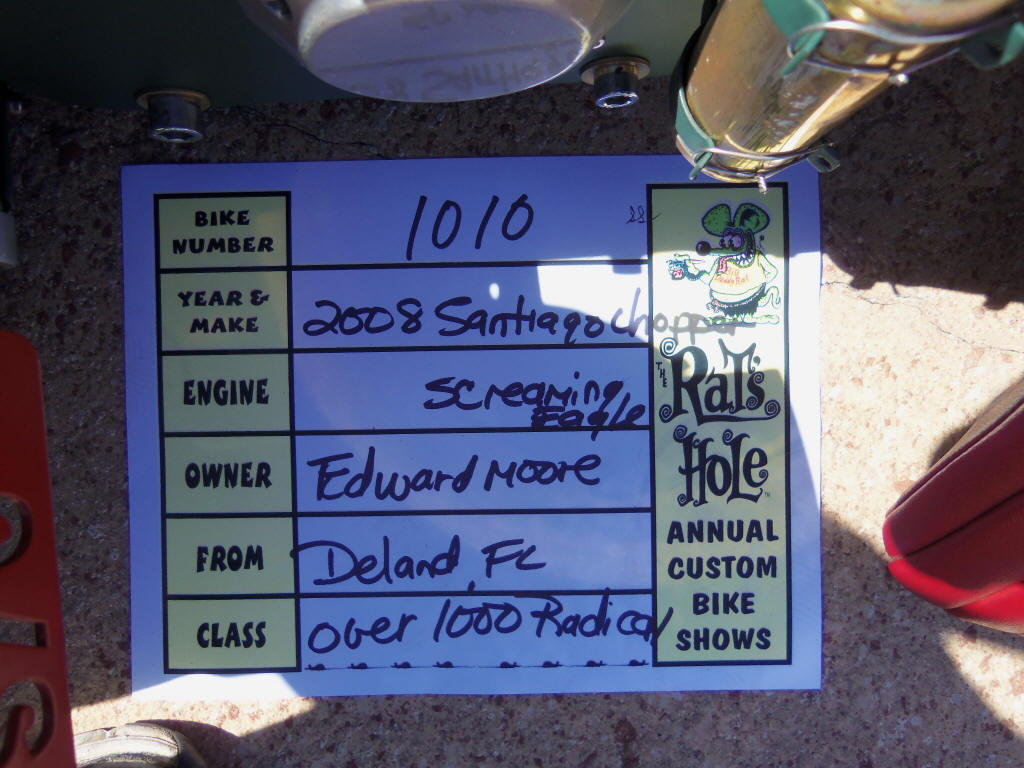 BIKE NUMBER
1010
YEAR & MAKE
2008 Santiago chopper
ENGINE
Screaming Eagle
OWNER
Edward Moore
FROM
Deland, FL
CLASS
over 1000 Radical
THE
RATS
HOLE
ANNUAL
CUSTOM
BIKE
SHOWS